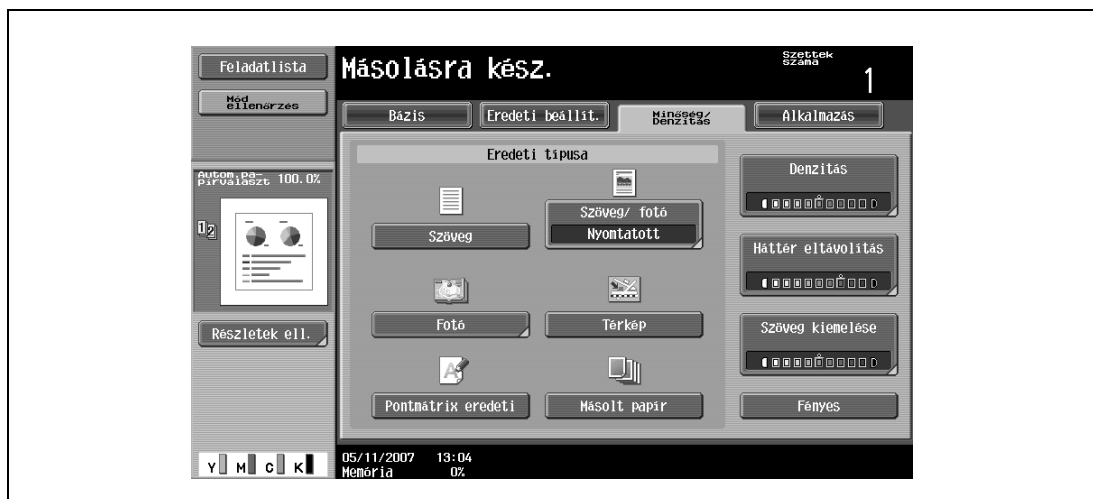 Feladatlista
Mód
ellenőrzés
Autom.pa-
pírválaszt 100.0%
Részletek ell.
Y M C K
Másolásra kész.
Szettek
száma
1
Bázis
Eredeti beállít.
Minőség/
Denzitás
Alkalmazás
Eredeti típusa
Szöveg
Szöveg/ fotó
Nyomtatott
Fotó
Térkép
Pontmátrix eredeti
Másolt papír
Denzitás
Háttér eltávolítás
Szöveg kiemelése
Fényes
05/11/2007 13:04
Memória 0%